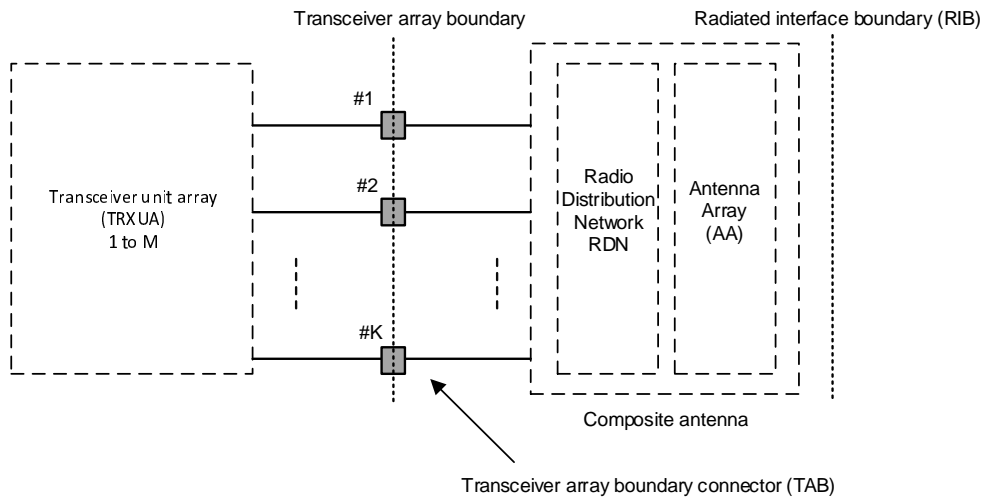 Transceiver array boundary
Radiated interface boundary (RIB)
#1
#2
#K
Transceiver unit array
(TRXUA)
1 to M
Radio
Distribution
Network
RDN
Antenna
Array
(AA)
Composite antenna
Transceiver array boundary connector (TAB)